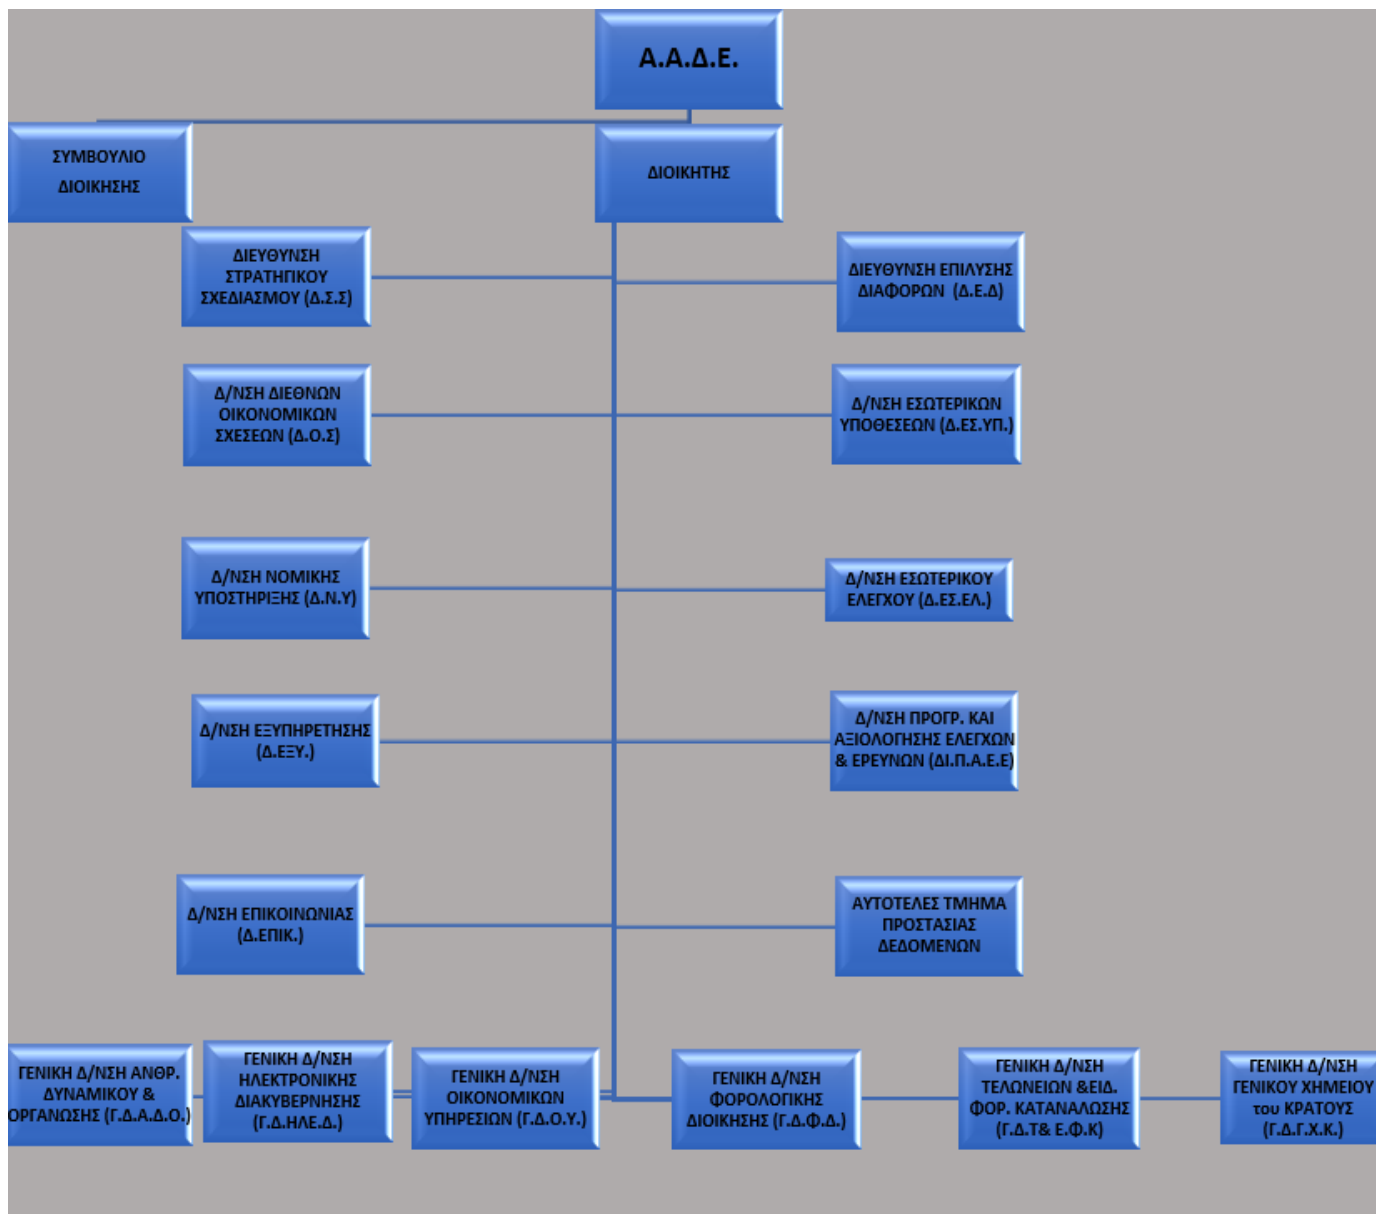 Α.Α.Δ.Ε.
ΣΥΜΒΟΥΛΙΟ
ΔΙΟΙΚΗΣΗΣ
ΔΙΟΙΚΗΤΗΣ
ΔΙΕΥΘΥΝΣΗ
ΣΤΡΑΤΗΓΙΚΟΥ
ΣΧΕΔΙΑΣΜΟΥ (Δ.Σ.Σ)
ΔΙΕΥΘΥΝΣΗ ΕΠΙΛΥΣΗΣ
ΔΙΑΦΟΡΩΝ (Δ.Ε.Δ)
Δ/ΝΣΗ ΔΙΕΘΝΩΝ
ΟΙΚΟΝΟΜΙΚΩΝ
ΣΧΕΣΕΩΝ (Δ.Ο.Σ)
Δ/ΝΣΗ ΕΣΩΤΕΡΙΚΩΝ
ΥΠΟΘΕΣΕΩΝ (Δ.ΕΣ.ΥΠ.)
Δ/ΝΣΗ ΝΟΜΙΚΗΣ
ΥΠΟΣΤΗΡΙΞΗΣ (Δ.Ν.Υ)
Δ/ΝΣΗ ΕΣΩΤΕΡΙΚΟΥ
ΕΛΕΓΧΟΥ (Δ.ΕΣ.ΕΛ.)
Δ/ΝΣΗ ΕΞΥΠΗΡΕΤΗΣΗΣ
(Δ.ΕΞΥ.)
Δ/ΝΣΗ ΠΡΟΓΡ. ΚΑΙ
ΑΞΙΟΛΟΓΗΣΗΣ ΕΛΕΓΧΩΝ
& ΕΡΕΥΝΩΝ (ΔΙ.Π.Α.Ε.Ε)
Δ/ΝΣΗ ΕΠΙΚΟΙΝΩΝΙΑΣ
(Δ.ΕΠΙΚ.)
ΑΥΤΟΤΕΛΕΣ ΤΜΗΜΑ
ΠΡΟΣΤΑΣΙΑΣ
ΔΕΔΟΜΕΝΩΝ
ΓΕΝΙΚΗ Δ/ΝΣΗ ΑΝΘΡ.
ΔΥΝΑΜΙΚΟΥ &
ΟΡΓΑΝΩΣΗΣ (Γ.Δ.Α.Δ.Ο.)
ΓΕΝΙΚΗ Δ/ΝΣΗ
ΗΛΕΚΤΡΟΝΙΚΗΣ
ΔΙΑΚΥΒΕΡΝΗΣΗΣ
(Γ.Δ.ΗΛΕ.Δ.)
ΓΕΝΙΚΗ Δ/ΝΣΗ
ΟΙΚΟΝΟΜΙΚΩΝ
ΥΠΗΡΕΣΙΩΝ (Γ.Δ.Ο.Υ.)
ΓΕΝΙΚΗ Δ/ΝΣΗ
ΦΟΡΟΛΟΓΙΚΗΣ
ΔΙΟΙΚΗΣΗΣ (Γ.Δ.Φ.Δ.)
ΓΕΝΙΚΗ Δ/ΝΣΗ
ΤΕΛΩΝΕΙΩΝ &ΕΙΔ.
ΦΟΡ. ΚΑΤΑΝΑΛΩΣΗΣ
(Γ.Δ.Τ& Ε.Φ.Κ)
ΓΕΝΙΚΗ Δ/ΝΣΗ
ΓΕΝΙΚΟΥ ΧΗΜΕΙΟΥ
του ΚΡΑΤΟΥΣ
(Γ.Δ.Γ.Χ.Κ.)